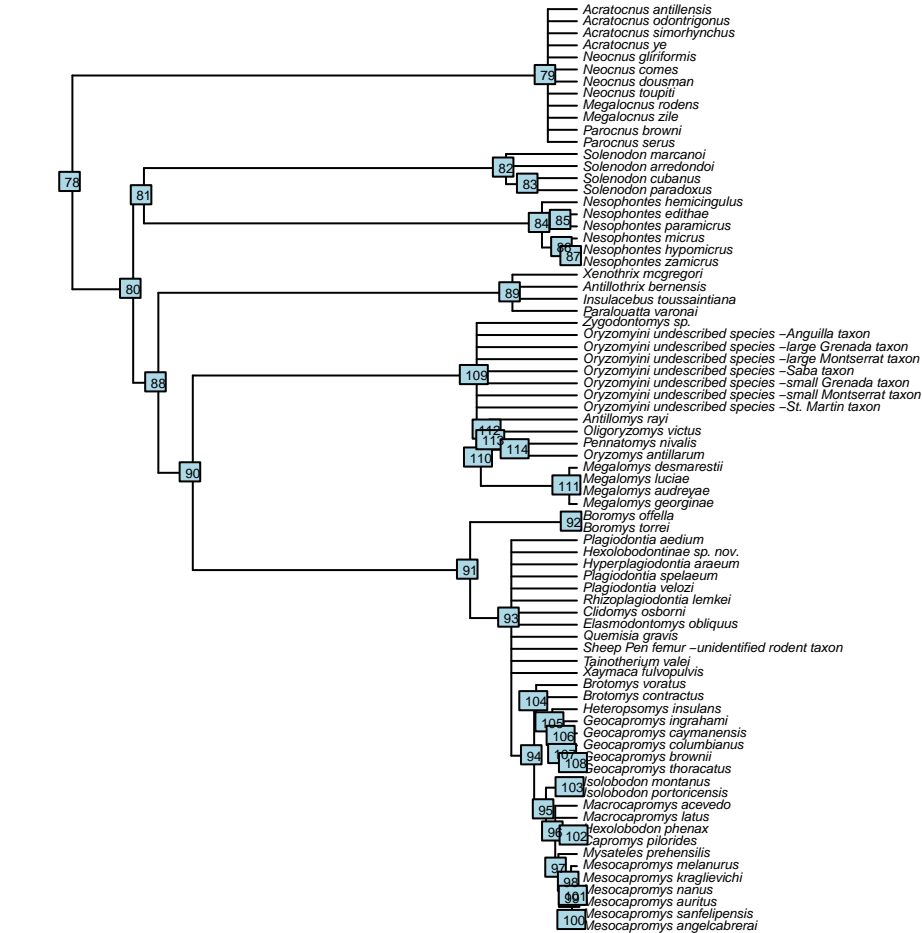 Acratocnus antillensis
Acratocnus odontrigonus
Acratocnus simorhynchus
Acratocnus ye
Neocnus gliriformis
Neocnus comes
79
Neocnus dousman
Neocnus toupiti
Megalocnus rodens
Megalocnus zile
Parocnus browni
Parocnus serus
Solenodon marcanoi
82
Solenodon arredondoi
78
Solenodon cubanus
83
Solenodon paradoxus
81
Nesophontes hemicingulus
Nesophontes edithae
84
85
Nesophontes paramicrus
Nesophontes micrus
86
Nesophontes hypomicrus
87
Nesophontes zamicrus
Xenothrix mcgregori
80
Antillothrix bernensis
89
Insulacebus toussaintiana
Paralouatta varonai
Zygodontomys sp.
Oryzomyini undescribed species −Anguilla taxon
Oryzomyini undescribed species −large Grenada taxon
Oryzomyini undescribed species −large Montserrat taxon
Oryzomyini undescribed species −Saba taxon
109
88
Oryzomyini undescribed species −small Grenada taxon
Oryzomyini undescribed species −small Montserrat taxon
Oryzomyini undescribed species −St. Martin taxon
Antillomys rayi
112
Oligoryzomys victus
113
Pennatomys nivalis
114
Oryzomys antillarum
110
Megalomys desmarestii
90
Megalomys luciae
111
Megalomys audreyae
Megalomys georginae
Boromys offella
92
Boromys torrei
Plagiodontia aedium
Hexolobodontinae sp. nov.
Hyperplagiodontia araeum
91
Plagiodontia spelaeum
Plagiodontia velozi
Rhizoplagiodontia lemkei
Clidomys osborni
93
Elasmodontomys obliquus
Quemisia gravis
Sheep Pen femur −unidentified rodent taxon
Tainotherium valei
Xaymaca fulvopulvis
Brotomys voratus
104
Brotomys contractus
Heteropsomys insulans
105
Geocapromys ingrahami
106
Geocapromys caymanensis
Geocapromys columbianus
94
107
Geocapromys brownii
108
Geocapromys thoracatus
Isolobodon montanus
103
Isolobodon portoricensis
95
Macrocapromys acevedo
Macrocapromys latus
96
102
Hexolobodon phenax
Capromys pilorides
Mysateles prehensilis
97
Mesocapromys melanurus
98
Mesocapromys kraglievichi
Mesocapromys nanus
99
101
Mesocapromys auritus
Mesocapromys sanfelipensis
100
Mesocapromys angelcabrerai